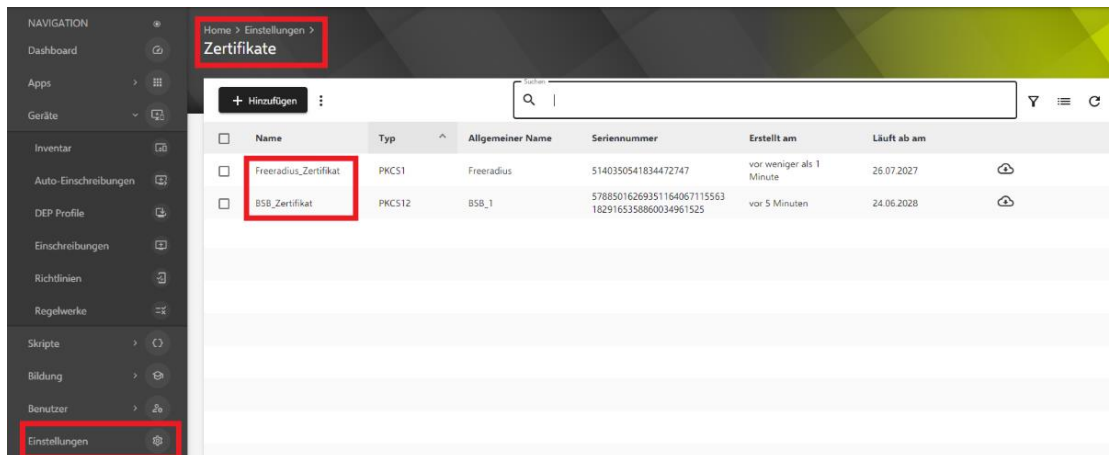 NAVIGATION
Dashboard
Apps
Geräte
Inventar
Auto-Einschreibungen
DEP Profile
Einschreibungen
Richtlinien
Regelwerke
Skripte
Bildung
Benutzer
Einstellungen
Home > Einstellungen >
Zertifikate
+ Hinzufügen
Suchen
Name Typ Allgemeiner Name Seriennummer Erstellt am Läuft ab am
Freeradius_Zertifikat PKCS1 Freeradius 5140350541834472747 vor weniger als 1 Minute 26.07.2027
BSB_Zertifikat PKCS12 BSB_1 57885016269351164067115563
1829165358860034961525 vor 5 Minuten 24.06.2028